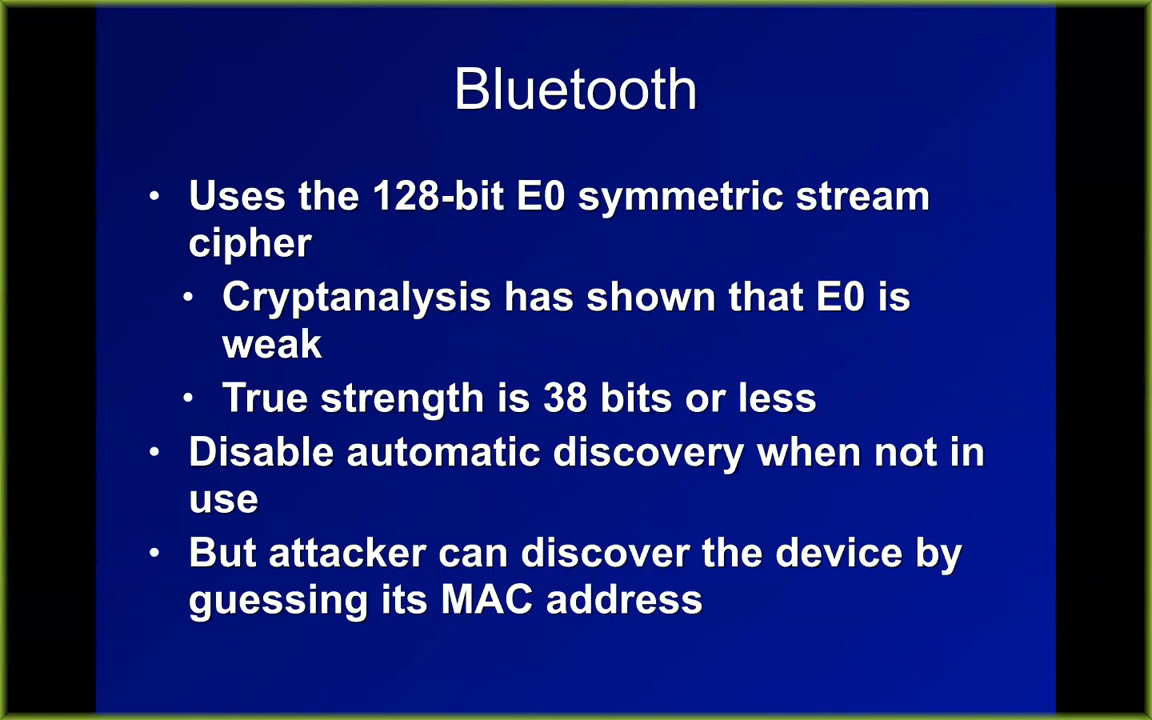 Bluetooth
• Uses the 128-bit E0 symmetric stream
cipher
• Cryptanalysis has shown that E0 is
weak
• True strength is 38 bits or less
• Disable automatic discovery when not in
use
• But attacker can discover the device by
guessing its MAC address